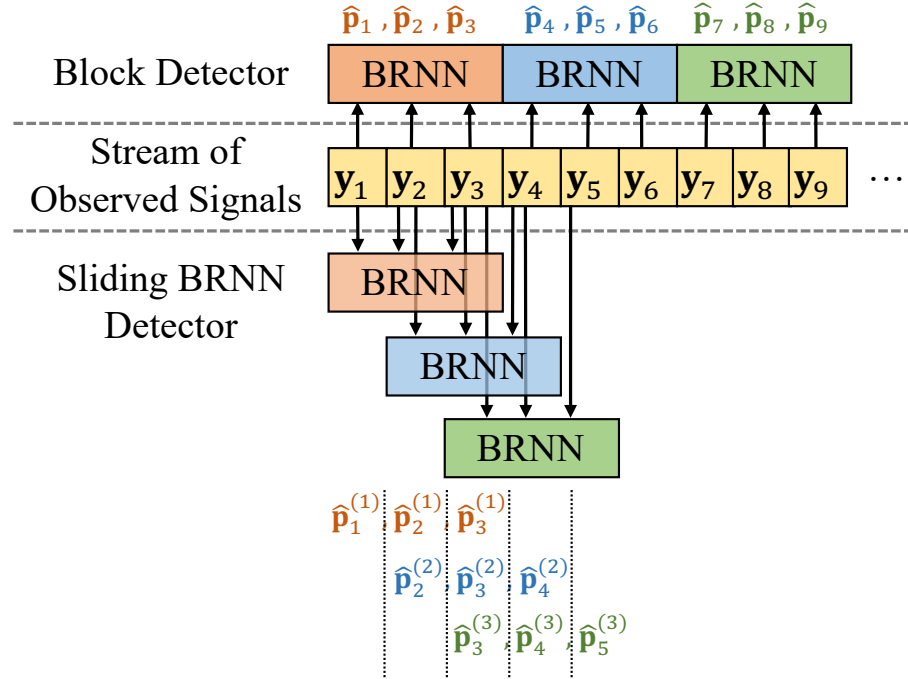 p̂₁ , p̂₂ , p̂₃ p̂₄ , p̂₅ , p̂₆ p̂₇ , p̂₈ , p̂₉
Block Detector BRNN BRNN BRNN
Stream of
Observed Signals
y₁ y₂ y₃ y₄ y₅ y₆ y₇ y₈ y₉ ...
Sliding BRNN
Detector
BRNN
BRNN
BRNN
p̂₁⁽¹⁾ , p̂₂⁽¹⁾ , p̂₃⁽¹⁾
p̂₂⁽²⁾ , p̂₃⁽²⁾ , p̂₄⁽²⁾
p̂₃⁽³⁾ , p̂₄⁽³⁾ , p̂₅⁽³⁾